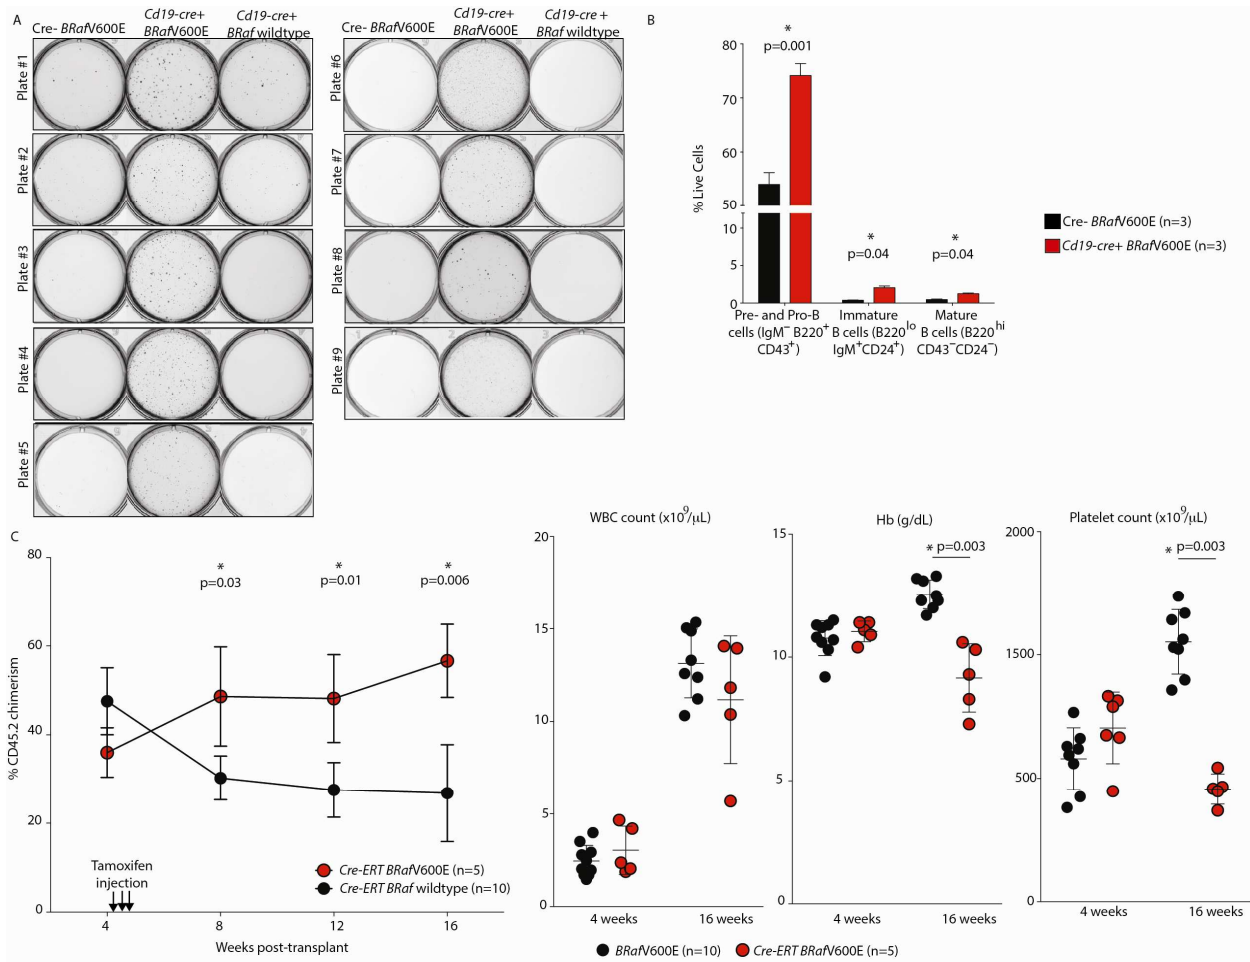 A
Cre- BRafV600E
Cd19-cre+
BRafV600E
Cd19-cre+
BRaf wildtype
Plate #1
Plate #2
Plate #3
Plate #4
Plate #5
Cre- BRafV600E
Cd19-cre+
BRafV600E
Cd19-cre +
BRaf wildtype
Plate #6
Plate #7
Plate #8
Plate #9
1 2 3
B
% Live Cells
80
70
60
50
10
5
0
*
p=0.001
*
p=0.04
*
p=0.04
Pre- and Pro-B
cells (IgM⁻ B220⁺
CD43⁺)
Immature
B cells (B220ˡᵒ
IgM⁺CD24⁺)
Mature
B cells (B220ʰⁱ
CD43⁻CD24⁻)
Cre- BRafV600E (n=3)
Cd19-cre+ BRafV600E (n=3)
C
% CD45.2 chimerism
80
60
40
20
0
*
p=0.03
*
p=0.01
*
p=0.006
Tamoxifen
injection
Cre-ERT BRafV600E (n=5)
Cre-ERT BRaf wildtype (n=10)
4 8 12 16
Weeks post-transplant
WBC count (x10⁹/μL)
20
15
10
5
0
4 weeks 16 weeks
Hb (g/dL)
15
10
5
0
* p=0.003
4 weeks 16 weeks
Platelet count (x10⁹/μL)
2000
1500
500
0
* p=0.003
4 weeks 16 weeks
BRafV600E (n=10) Cre-ERT BRafV600E (n=5)